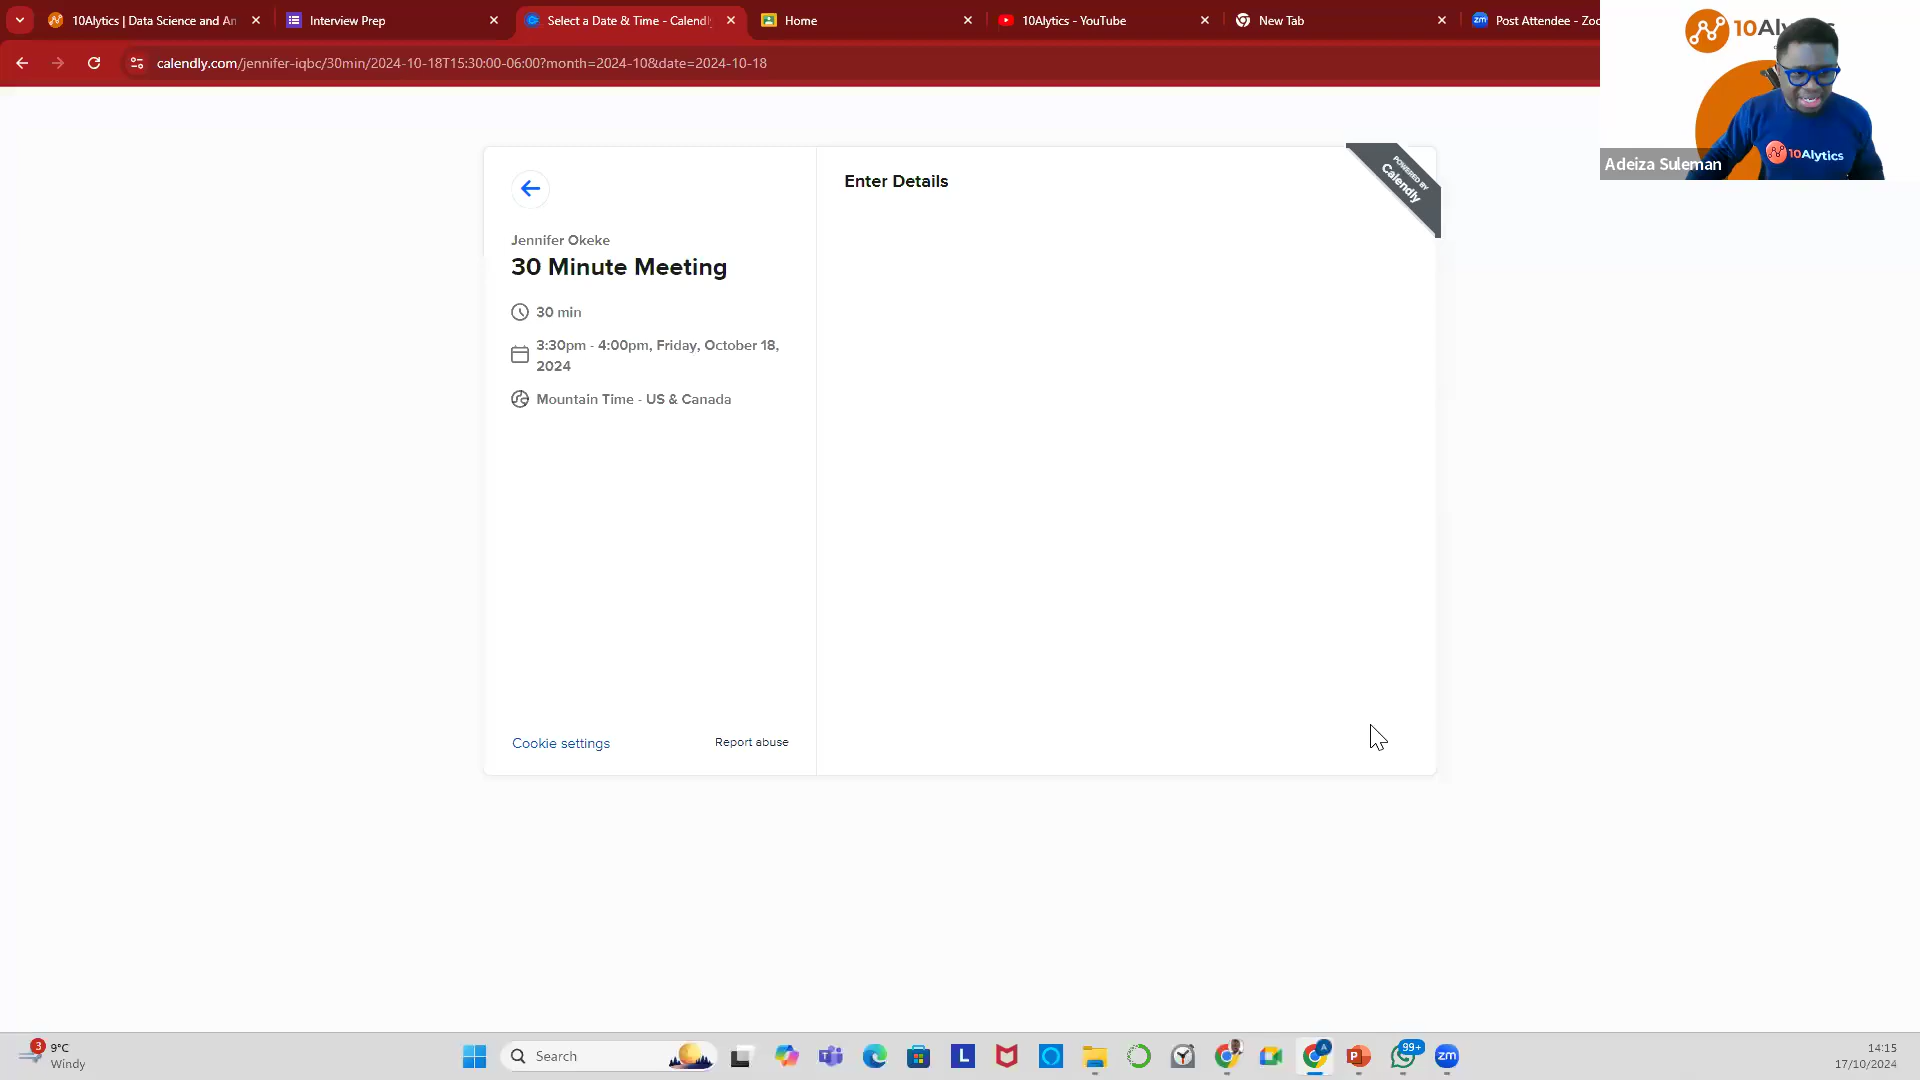 10Alytics | Data Science and An
Interview Prep
Select a Date & Time - Calendl
Home
10Alytics - YouTube
New Tab
Post Attendee - Zoo
calendly.com/jennifer-iqbc/30min/2024-10-18T15:30:00-06:00?month=2024-10&date=2024-10-18
10Alytics
10Alytics
Adeiza Suleman
Enter Details
POWERED BY
Calendly
Jennifer Okeke
30 Minute Meeting
30 min
3:30pm - 4:00pm, Friday, October 18,
2024
Mountain Time - US & Canada
Cookie settings
Report abuse
3
9°C
Windy
Search
L
A
P
99+
zm
14:15
17/10/2024